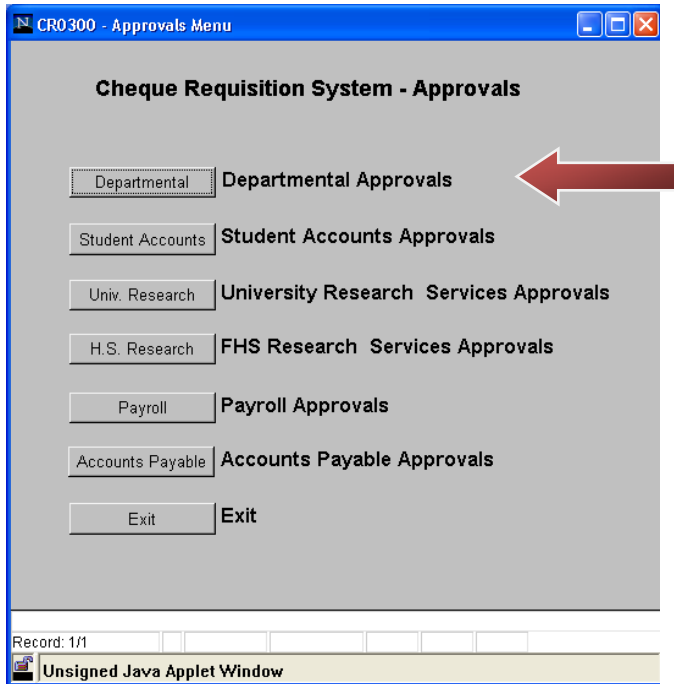 N CR0300 - Approvals Menu
Cheque Requisition System - Approvals
Departmental Departmental Approvals
Student Accounts Student Accounts Approvals
Univ. Research University Research Services Approvals
H.S. Research FHS Research Services Approvals
Payroll Payroll Approvals
Accounts Payable Accounts Payable Approvals
Exit Exit
Record: 1/1
Unsigned Java Applet Window